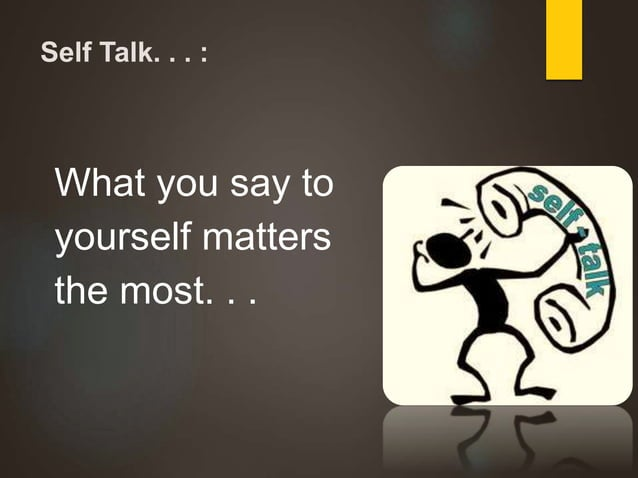 Self Talk. . . :
What you say to
yourself matters
the most. . .
self - talk